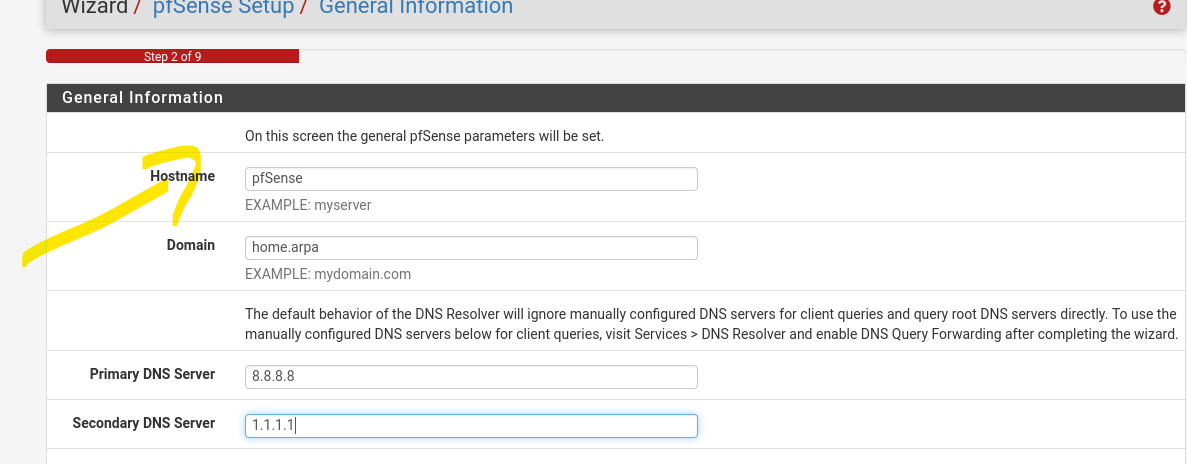 Wizard / pfSense Setup / General Information
Step 2 of 9
General Information
On this screen the general pfSense parameters will be set.
Hostname
pfSense
EXAMPLE: myserver
Domain
home.arpa
EXAMPLE: mydomain.com
The default behavior of the DNS Resolver will ignore manually configured DNS servers for client queries and query root DNS servers directly. To use the
manually configured DNS servers below for client queries, visit Services > DNS Resolver and enable DNS Query Forwarding after completing the wizard.
Primary DNS Server
8.8.8.8
Secondary DNS Server
1.1.1.1